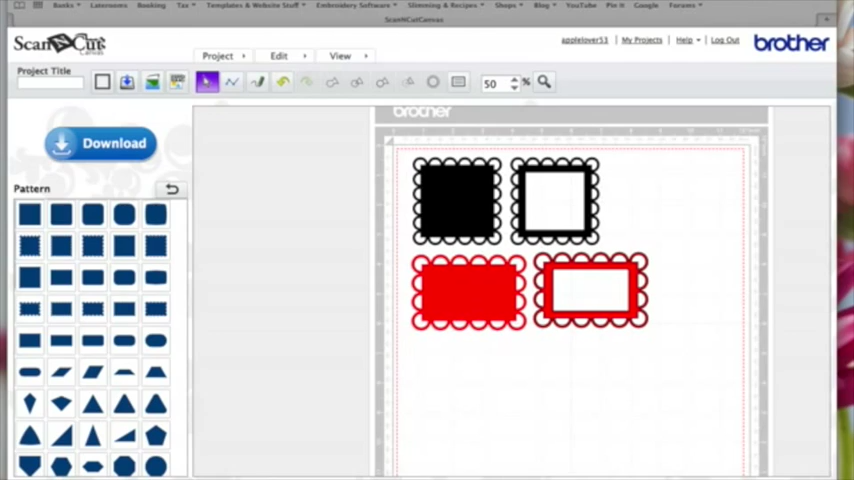 Banks Laterooms Booking Tax Templates & Website Stuff Embroidery Software Slimming & Recipes Shops Blog YouTube Pin It Google Forums
ScanNCutCanvas
ScanNCut
Canvas
Project Edit View
applelover53 My Projects Help Log Out
brother
Project Title
50 %
brother
Download
Pattern